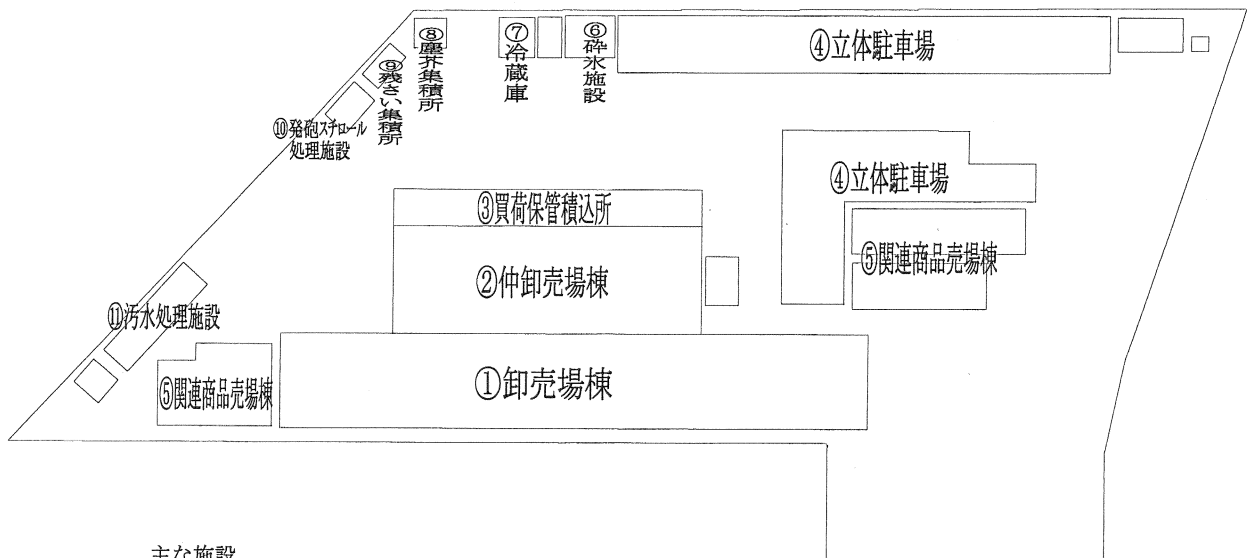 ⑧塵芥集積所
⑦冷蔵庫
⑥砕氷施設
④立体駐車場
⑨残さい集積所
⑩発砲スチロール
処理施設
④立体駐車場
③買荷保管積込所
⑤関連商品売場棟
②仲卸売場棟
⑪汚水処理施設
⑤関連商品売場棟
①卸売場棟
主な施設